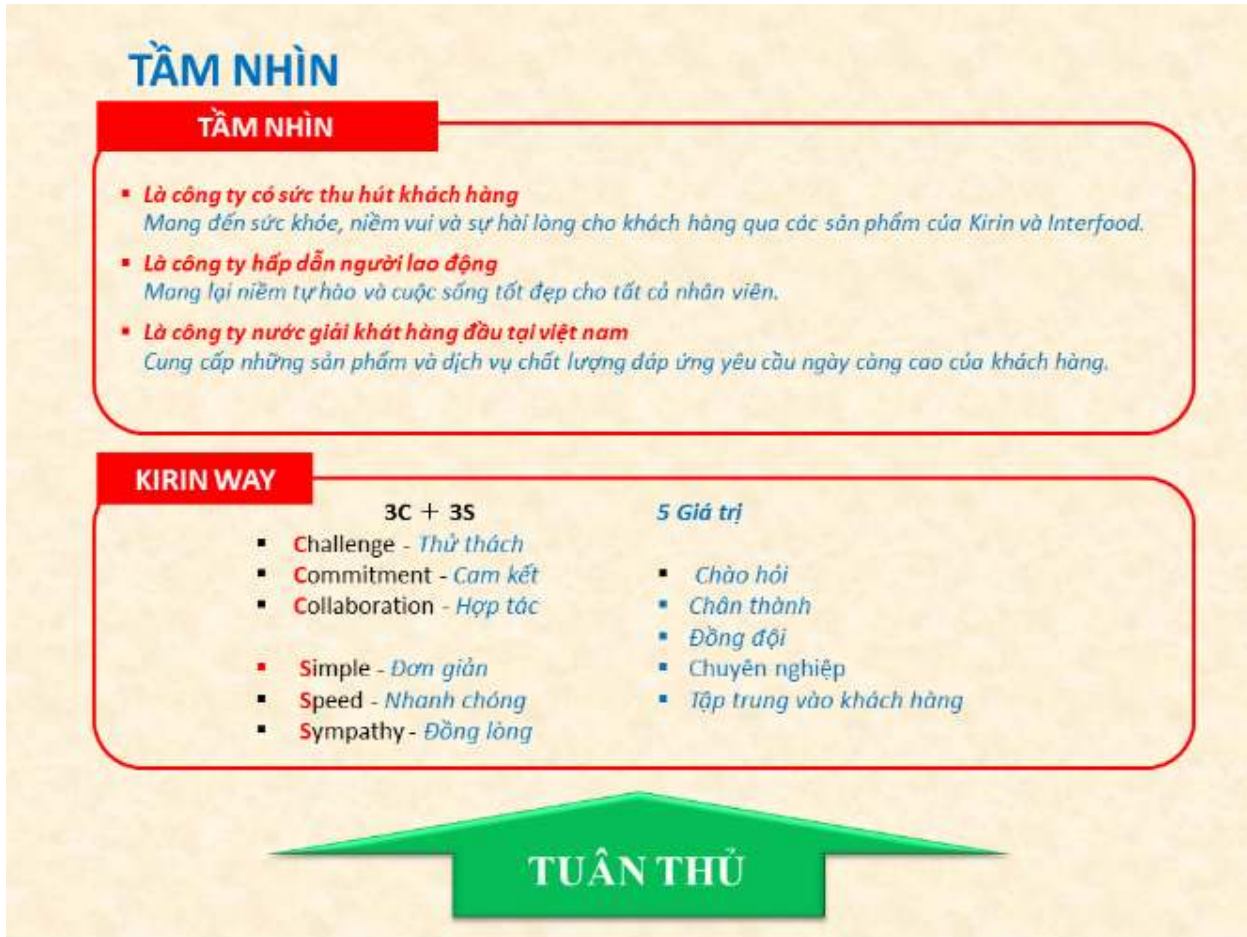 TẦM NHÌN
TẦM NHÌN
▪ Là công ty có sức thu hút khách hàng
Mang đến sức khỏe, niềm vui và sự hài lòng cho khách hàng qua các sản phẩm của Kirin và Interfood.
▪ Là công ty hấp dẫn người lao động
Mang lại niềm tự hào và cuộc sống tốt đẹp cho tất cả nhân viên.
▪ Là công ty nước giải khát hàng đầu tại việt nam
Cung cấp những sản phẩm và dịch vụ chất lượng đáp ứng yêu cầu ngày càng cao của khách hàng.
KIRIN WAY
3C + 3S
▪ Challenge - Thử thách
▪ Commitment - Cam kết
▪ Collaboration - Hợp tác
▪ Simple - Đơn giản
▪ Speed - Nhanh chóng
▪ Sympathy - Đồng lòng
5 Giá trị
▪ Chào hỏi
▪ Chân thành
▪ Đồng đội
▪ Chuyên nghiệp
▪ Tập trung vào khách hàng
TUÂN THỦ